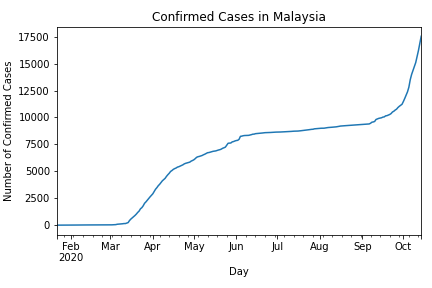 Confirmed Cases in Malaysia
Number of Confirmed Cases
17500
15000
12500
10000
7500
5000
2500
0
Feb Mar Apr May Jun Jul Aug Sep Oct
2020
Day